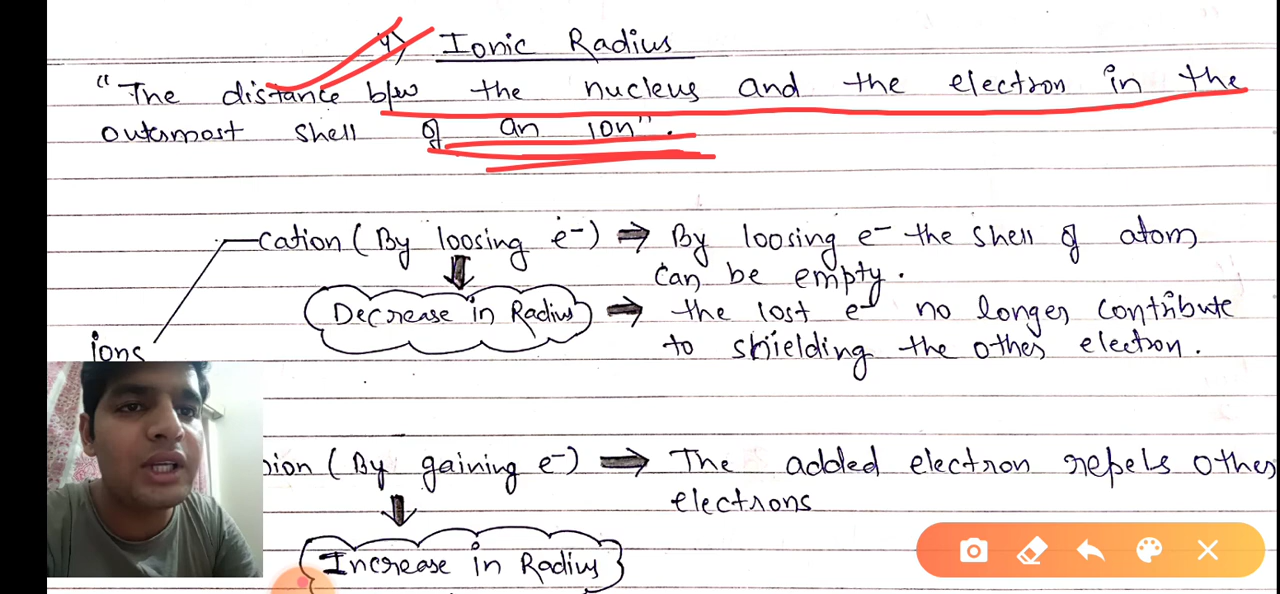 4) Ionic Radius
"The distance b/w the nucleus and the electron in the
outermost shell of an ion".
cation (By loosing e⁻) ⇒ By loosing e⁻ the shell of atom
can be empty.
Decrease in Radius ⇒ the lost e⁻ no longer contribute
to shielding the other electron.
ions
nion (By gaining e⁻) ⇒ The added electron repels other
electrons
Increase in Radius